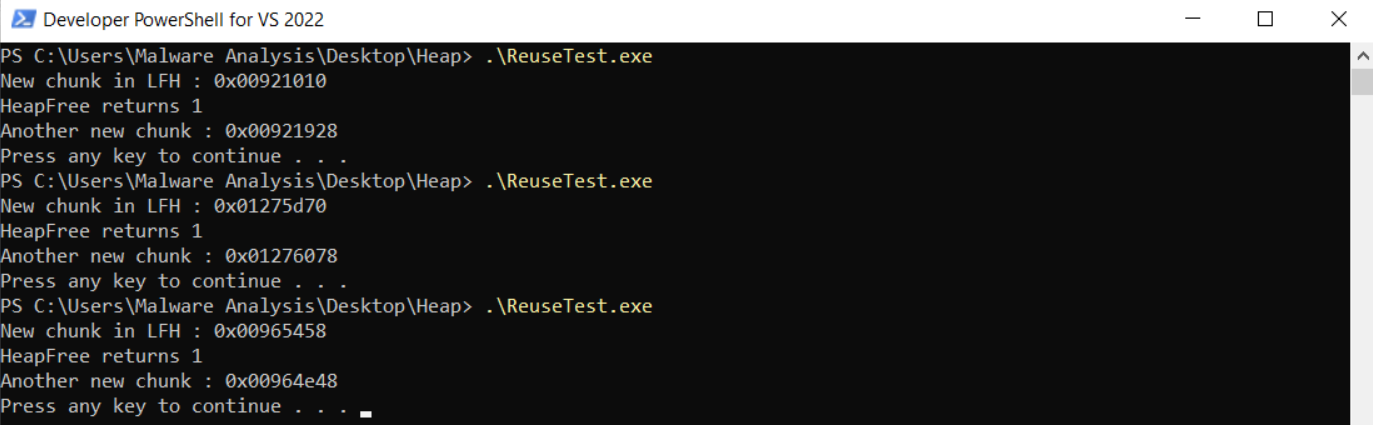 Developer PowerShell for VS 2022
PS C:\Users\Malware Analysis\Desktop\Heap> .\ReuseTest.exe
New chunk in LFH : 0x00921010
HeapFree returns 1
Another new chunk : 0x00921928
Press any key to continue . . .
PS C:\Users\Malware Analysis\Desktop\Heap> .\ReuseTest.exe
New chunk in LFH : 0x01275d70
HeapFree returns 1
Another new chunk : 0x01276078
Press any key to continue . . .
PS C:\Users\Malware Analysis\Desktop\Heap> .\ReuseTest.exe
New chunk in LFH : 0x00965458
HeapFree returns 1
Another new chunk : 0x00964e48
Press any key to continue . . .